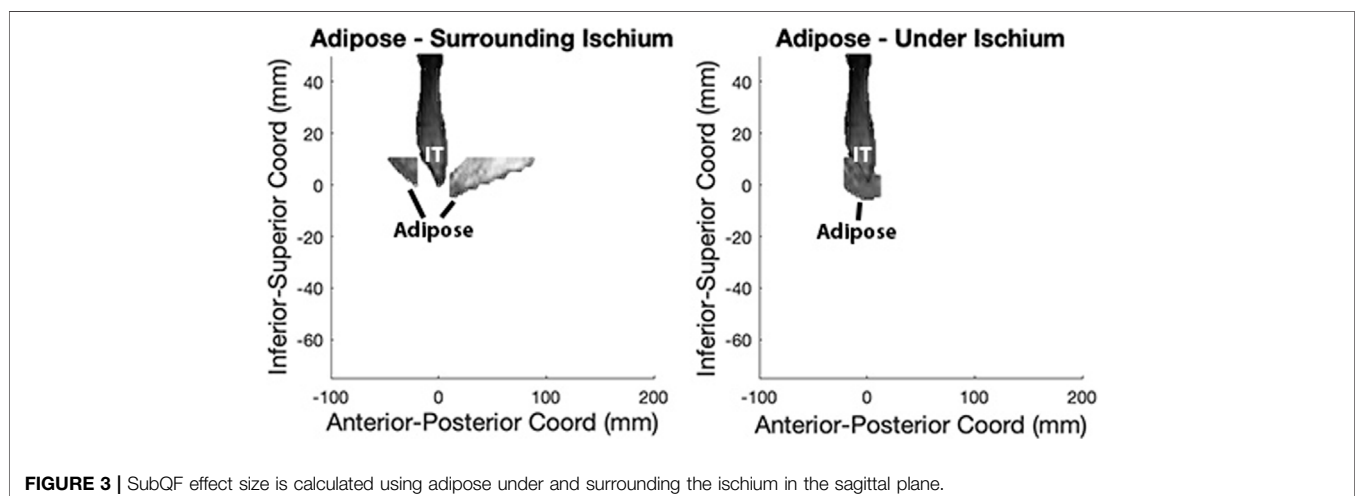 Adipose - Surrounding Ischium
Inferior-Superior Coord (mm)
40
20
0
-20
-40
-60
IT
Adipose
-100
0
100
200
Anterior-Posterior Coord (mm)
Adipose - Under Ischium
Inferior-Superior Coord (mm)
40
20
0
-20
-40
-60
IT
Adipose
-100
0
100
200
Anterior-Posterior Coord (mm)
FIGURE 3 | SubQF effect size is calculated using adipose under and surrounding the ischium in the sagittal plane.